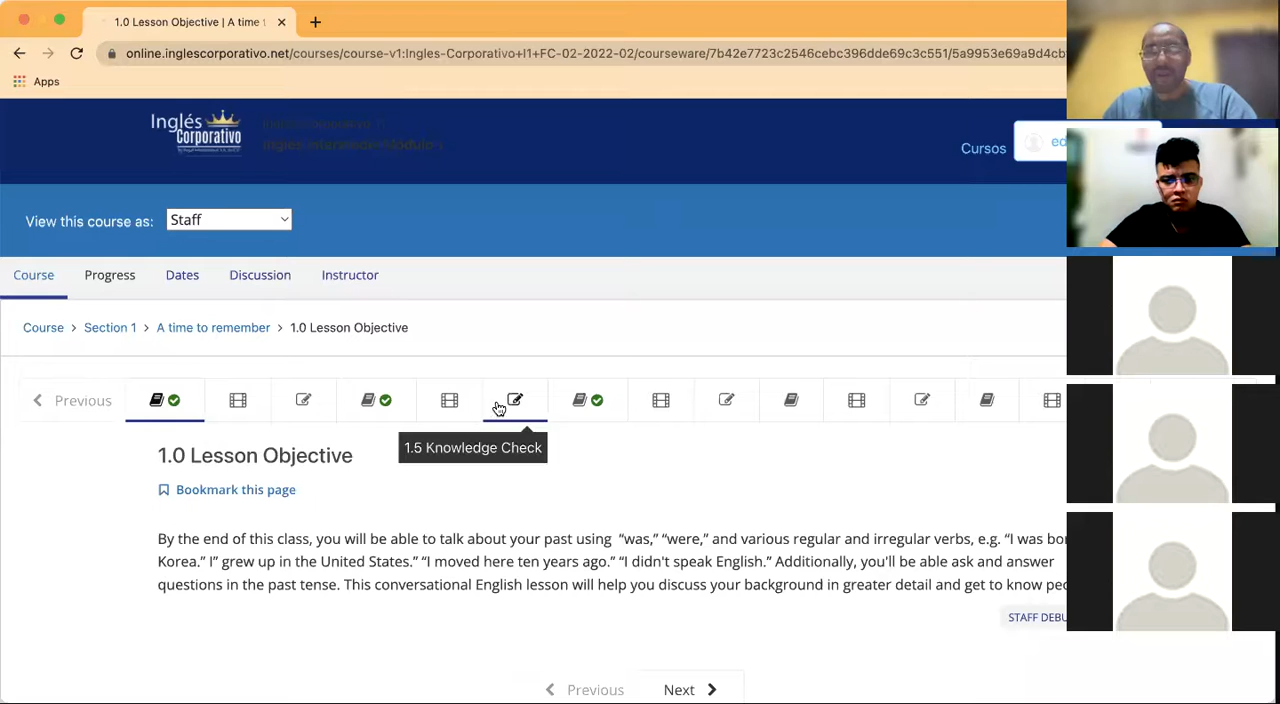 1.0 Lesson Objective | A time t
online.inglescorporativo.net/courses/course-v1:Ingles-Corporativo+I1+FC-02-2022-02/courseware/7b42e7723c2546cebc396dde69c3c551/5a9953e69a9d4cb
Apps
Inglés
Corporativo
Cursos
ed
View this course as:
Staff
Course Progress Dates Discussion Instructor
Course > Section 1 > A time to remember > 1.0 Lesson Objective
Previous
1.5 Knowledge Check
1.0 Lesson Objective
Bookmark this page
By the end of this class, you will be able to talk about your past using “was,” “were,” and various regular and irregular verbs, e.g. “I was bo
Korea.” I” grew up in the United States.” “I moved here ten years ago.” “I didn't speak English.” Additionally, you'll be able ask and answer
questions in the past tense. This conversational English lesson will help you discuss your background in greater detail and get to know pe
STAFF DEBU
Previous Next